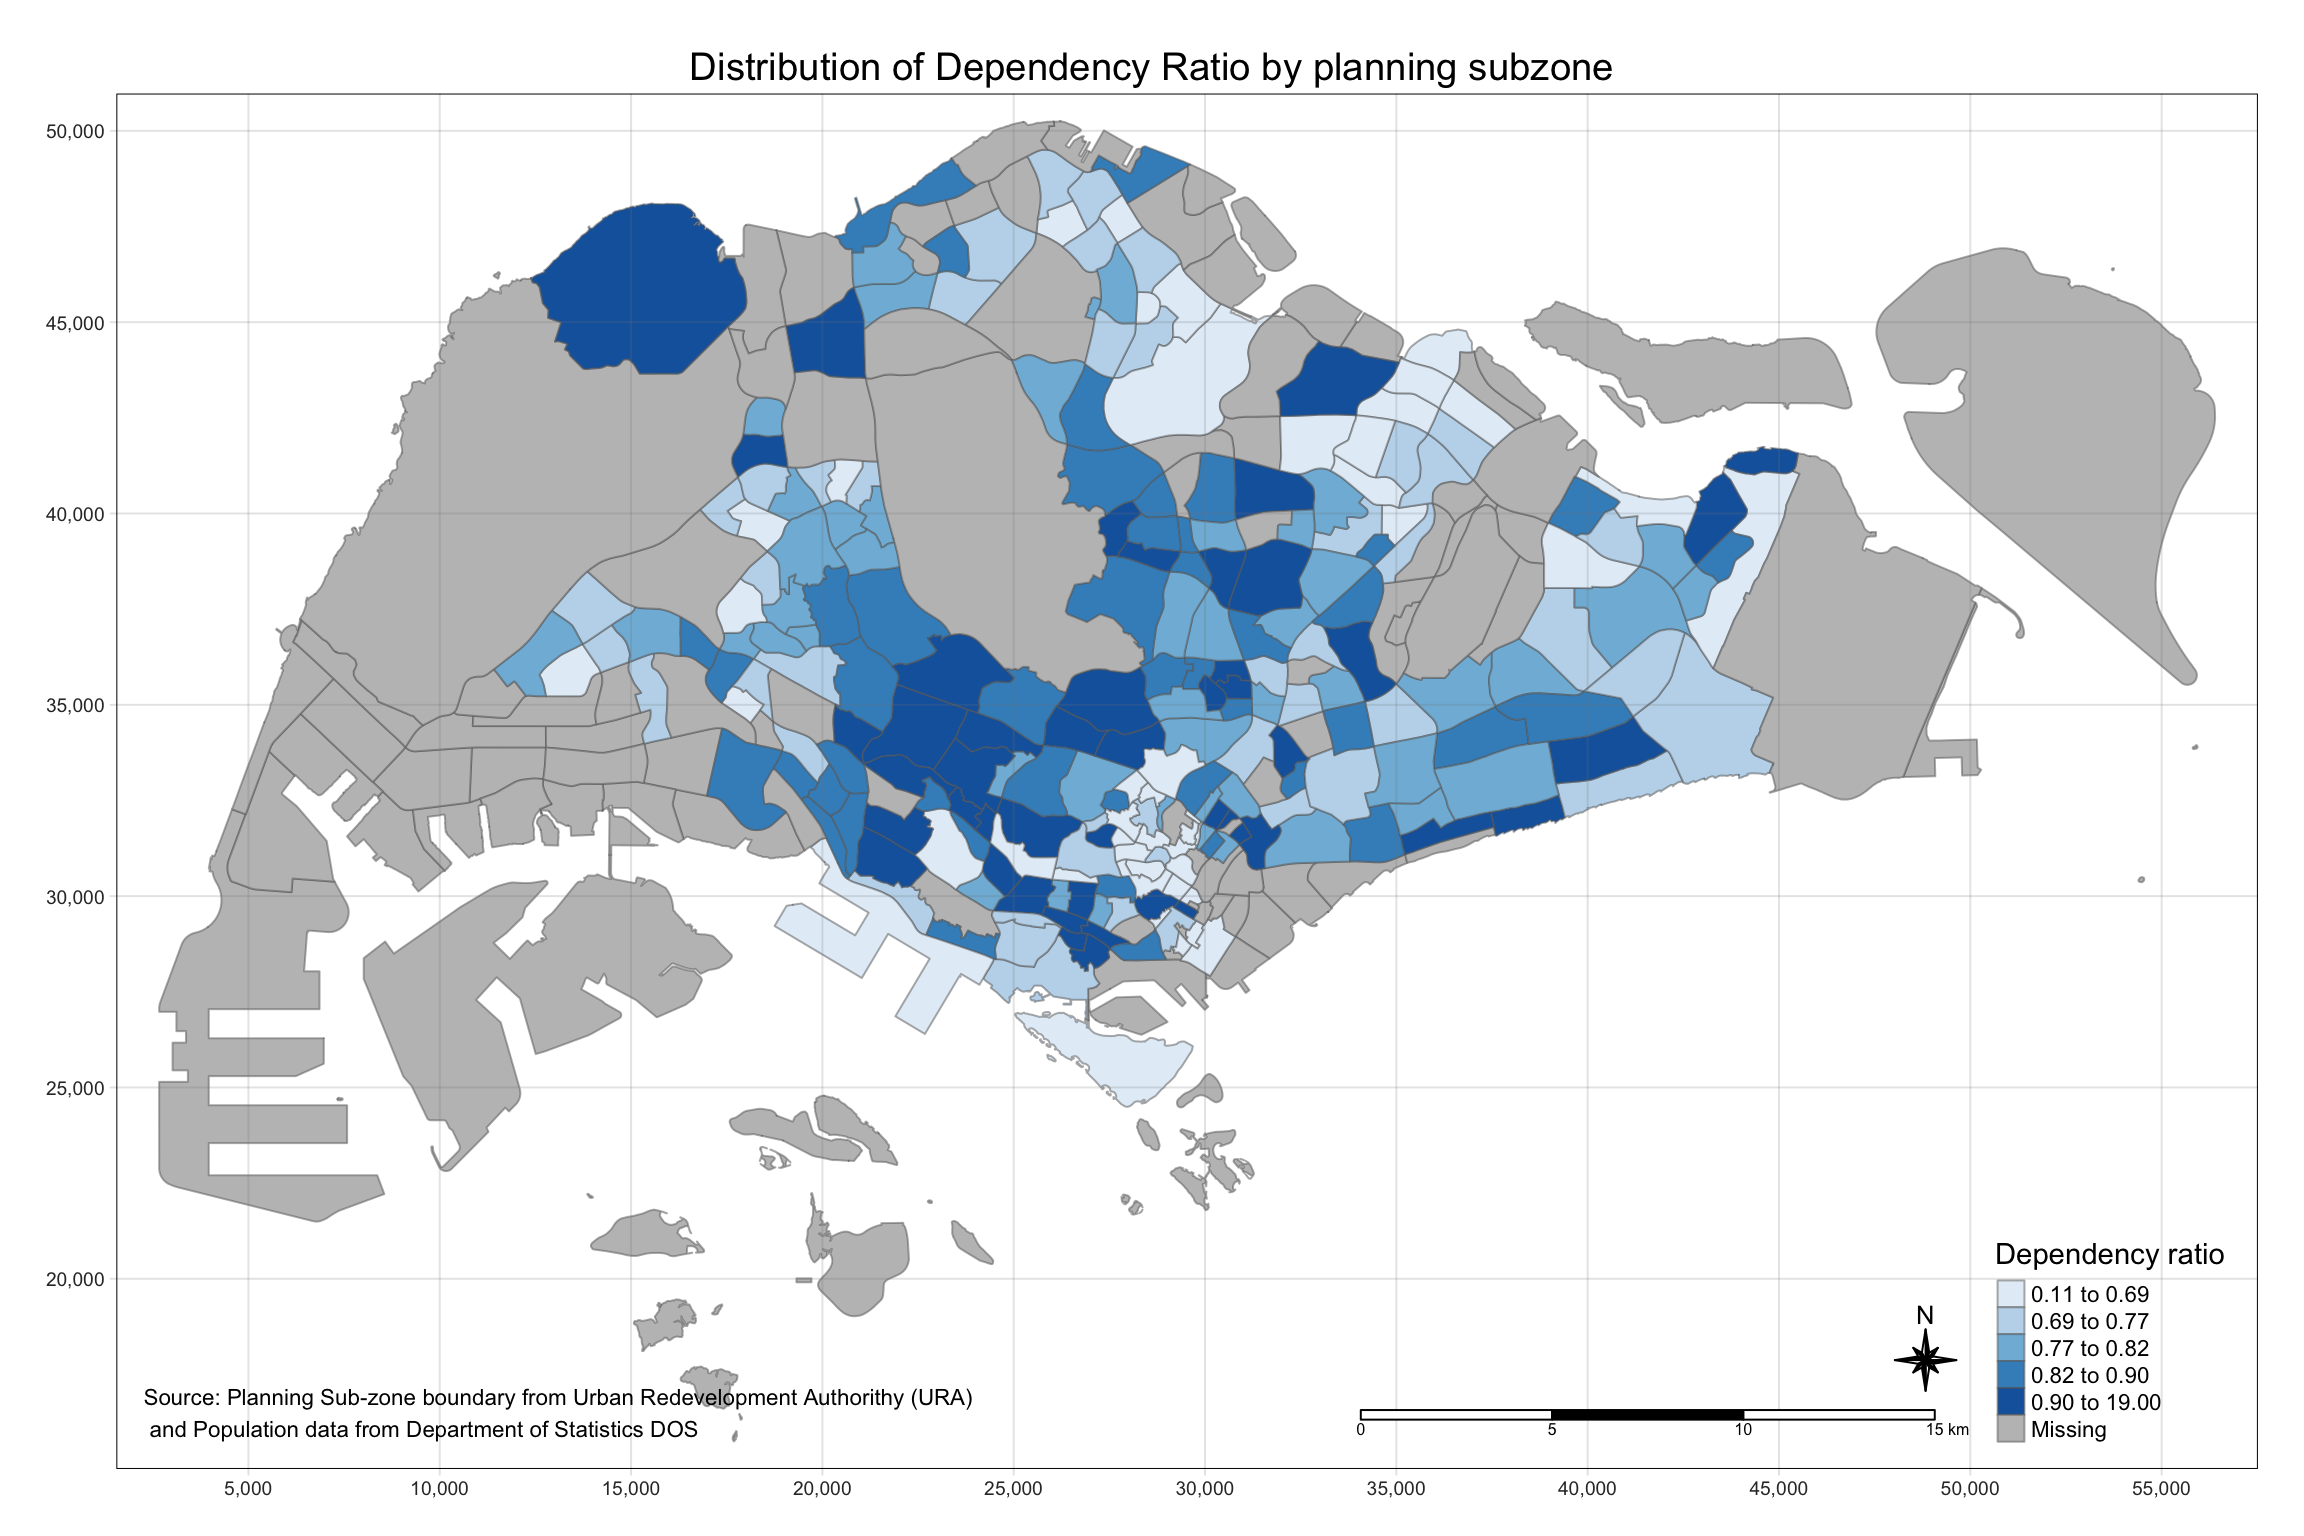 Distribution of Dependency Ratio by planning subzone
50,000
45,000
40,000
35,000
30,000
25,000
20,000
Dependency ratio
0.11 to 0.69
0.69 to 0.77
0.77 to 0.82
0.82 to 0.90
0.90 to 19.00
Missing
N
0 5 10 15 km
Source: Planning Sub-zone boundary from Urban Redevelopment Authorithy (URA)
and Population data from Department of Statistics DOS
5,000 10,000 15,000 20,000 25,000 30,000 35,000 40,000 45,000 50,000 55,000